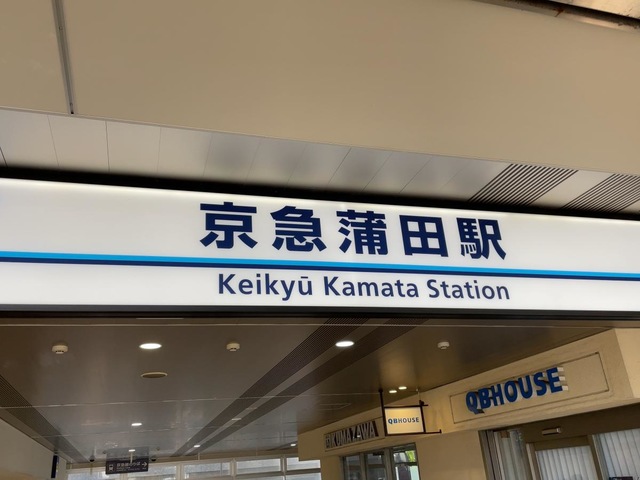 京急蒲田駅
Keikyū Kamata Station
QBHOUSE
QBHOUSE